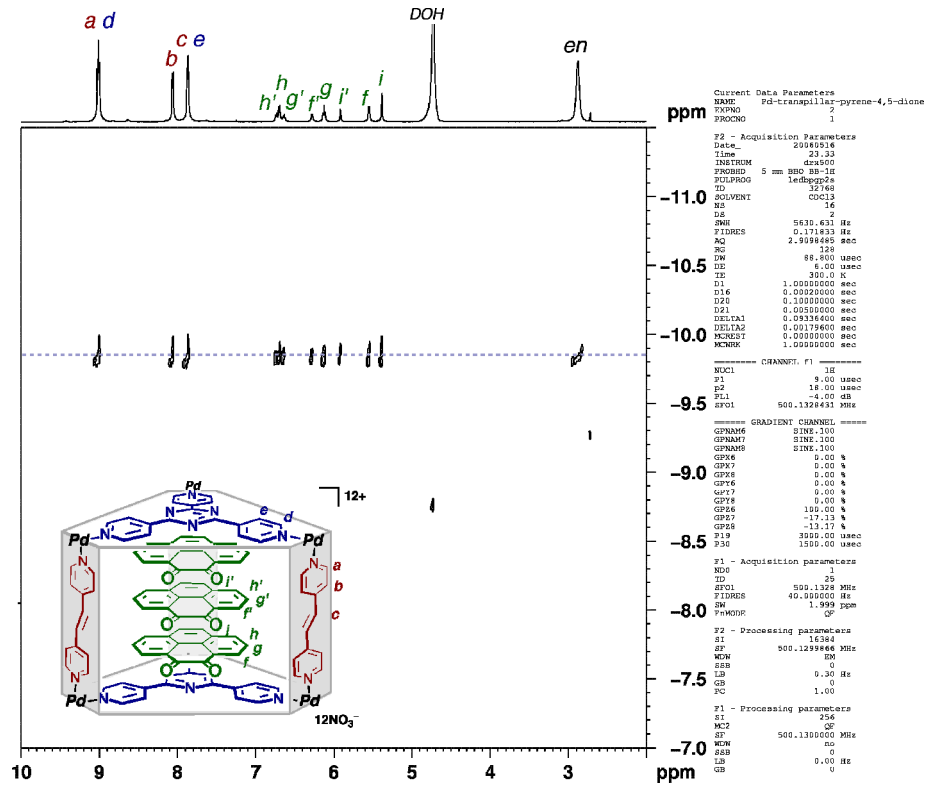 a d
b
c e
h'
h
g'
f'
g
i'
f
i
DOH
en
ppm
-11.0
-10.5
-10.0
-9.5
-9.0
-8.5
-8.0
-7.5
-7.0
10 9 8 7 6 5 4 3 ppm
Pd
12+
N
N N
N
e d
Pd N N Pd
N N
O O
a
b
c
i' h'
g'
f'
O O
i h
g
f
O O
N N
Pd N N Pd
12NO3−
Current Data Parameters
NAME Pd-transpillar-pyrene-4,5-dione
EXPNO 2
PROCNO 1
F2 - Acquisition Parameters
Date_ 20060516
Time 23.33
INSTRUM drx500
PROBHD 5 mm BBO BB-1H
PULPROG ledbpgp2s
TD 32768
SOLVENT CDCl3
NS 16
DS 2
SWH 5630.631 Hz
FIDRES 0.171833 Hz
AQ 2.9098485 sec
RG 128
DW 88.800 usec
DE 6.00 usec
TE 300.0 K
D1 1.00000000 sec
D16 0.00020000 sec
D20 0.10000000 sec
D21 0.00500000 sec
DELTA1 0.09336400 sec
DELTA2 0.00179600 sec
MCREST 0.00000000 sec
MCWRK 1.00000000 sec
======== CHANNEL f1 ========
NUC1 1H
P1 9.00 usec
p2 18.00 usec
PL1 -4.00 dB
SFO1 500.1328431 MHz
====== GRADIENT CHANNEL =====
GPNAM6 SINE.100
GPNAM7 SINE.100
GPNAM8 SINE.100
GPX6 0.00 %
GPX7 0.00 %
GPX8 0.00 %
GPY6 0.00 %
GPY7 0.00 %
GPY8 0.00 %
GPZ6 100.00 %
GPZ7 -17.13 %
GPZ8 -13.17 %
P19 3000.00 usec
P30 1500.00 usec
F1 - Acquisition parameters
ND0 1
TD 25
SFO1 500.1328 MHz
FIDRES 40.000000 Hz
SW 1.999 ppm
FnMODE QF
F2 - Processing parameters
SI 16384
SF 500.1299866 MHz
WDW EM
SSB 0
LB 0.30 Hz
GB 0
PC 1.00
F1 - Processing parameters
SI 256
MC2 QF
SF 500.1300000 MHz
WDW no
SSB 0
LB 0.00 Hz
GB 0